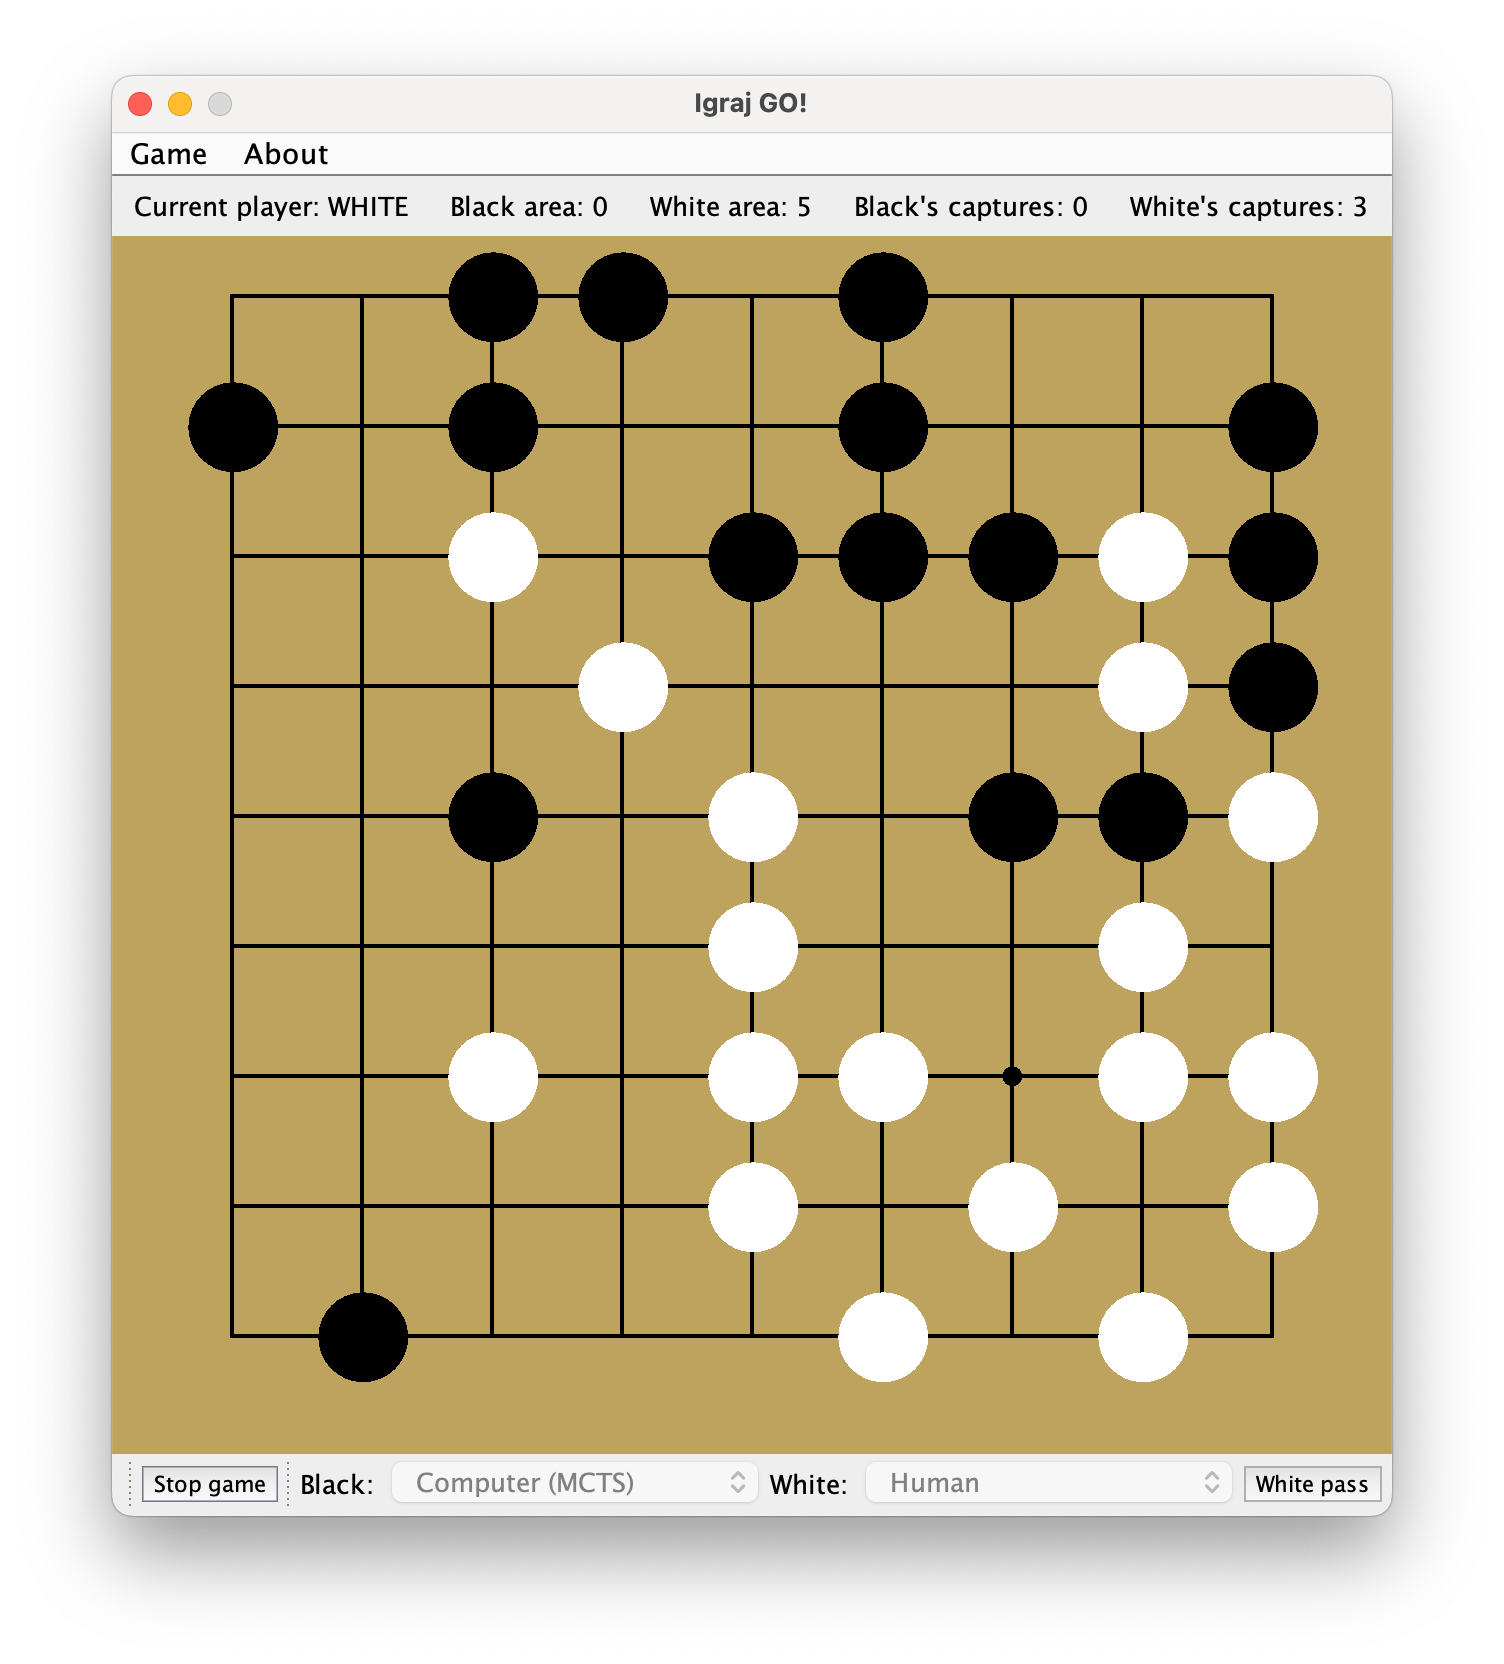 Igraj GO!
Game About
Current player: WHITE Black area: 0 White area: 5 Black's captures: 0 White's captures: 3
Stop game Black: Computer (MCTS) White: Human White pass